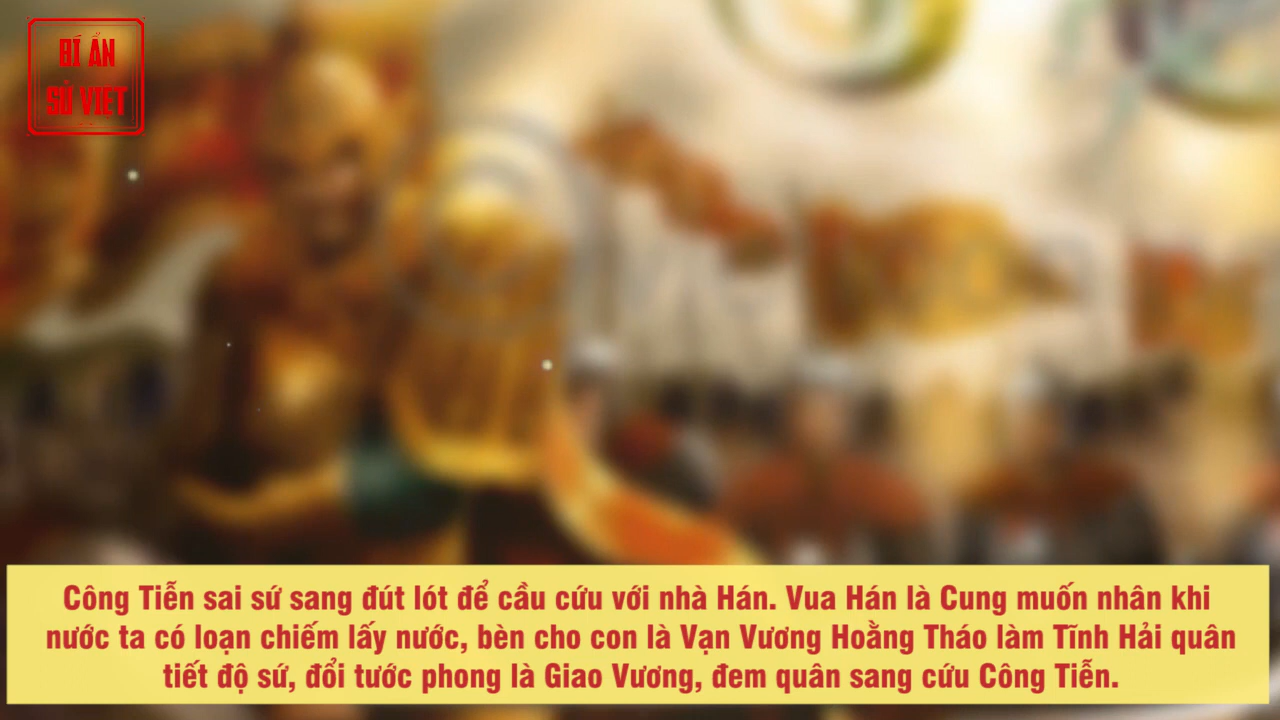 BÍ ẨN
SỬ VIỆT
Công Tiễn sai sứ sang đút lót để cầu cứu với nhà Hán. Vua Hán là Cung muốn nhân khi
nước ta có loạn chiếm lấy nước, bèn cho con là Vạn Vương Hoằng Tháo làm Tĩnh Hải quân
tiết độ sứ, đổi tước phong là Giao Vương, đem quân sang cứu Công Tiễn.